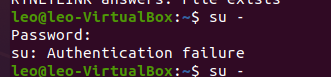 RTNETLINK answers: File exists
leo@leo-VirtualBox:~$ su -
Password:
su: Authentication failure
leo@leo-VirtualBox:~$ su -